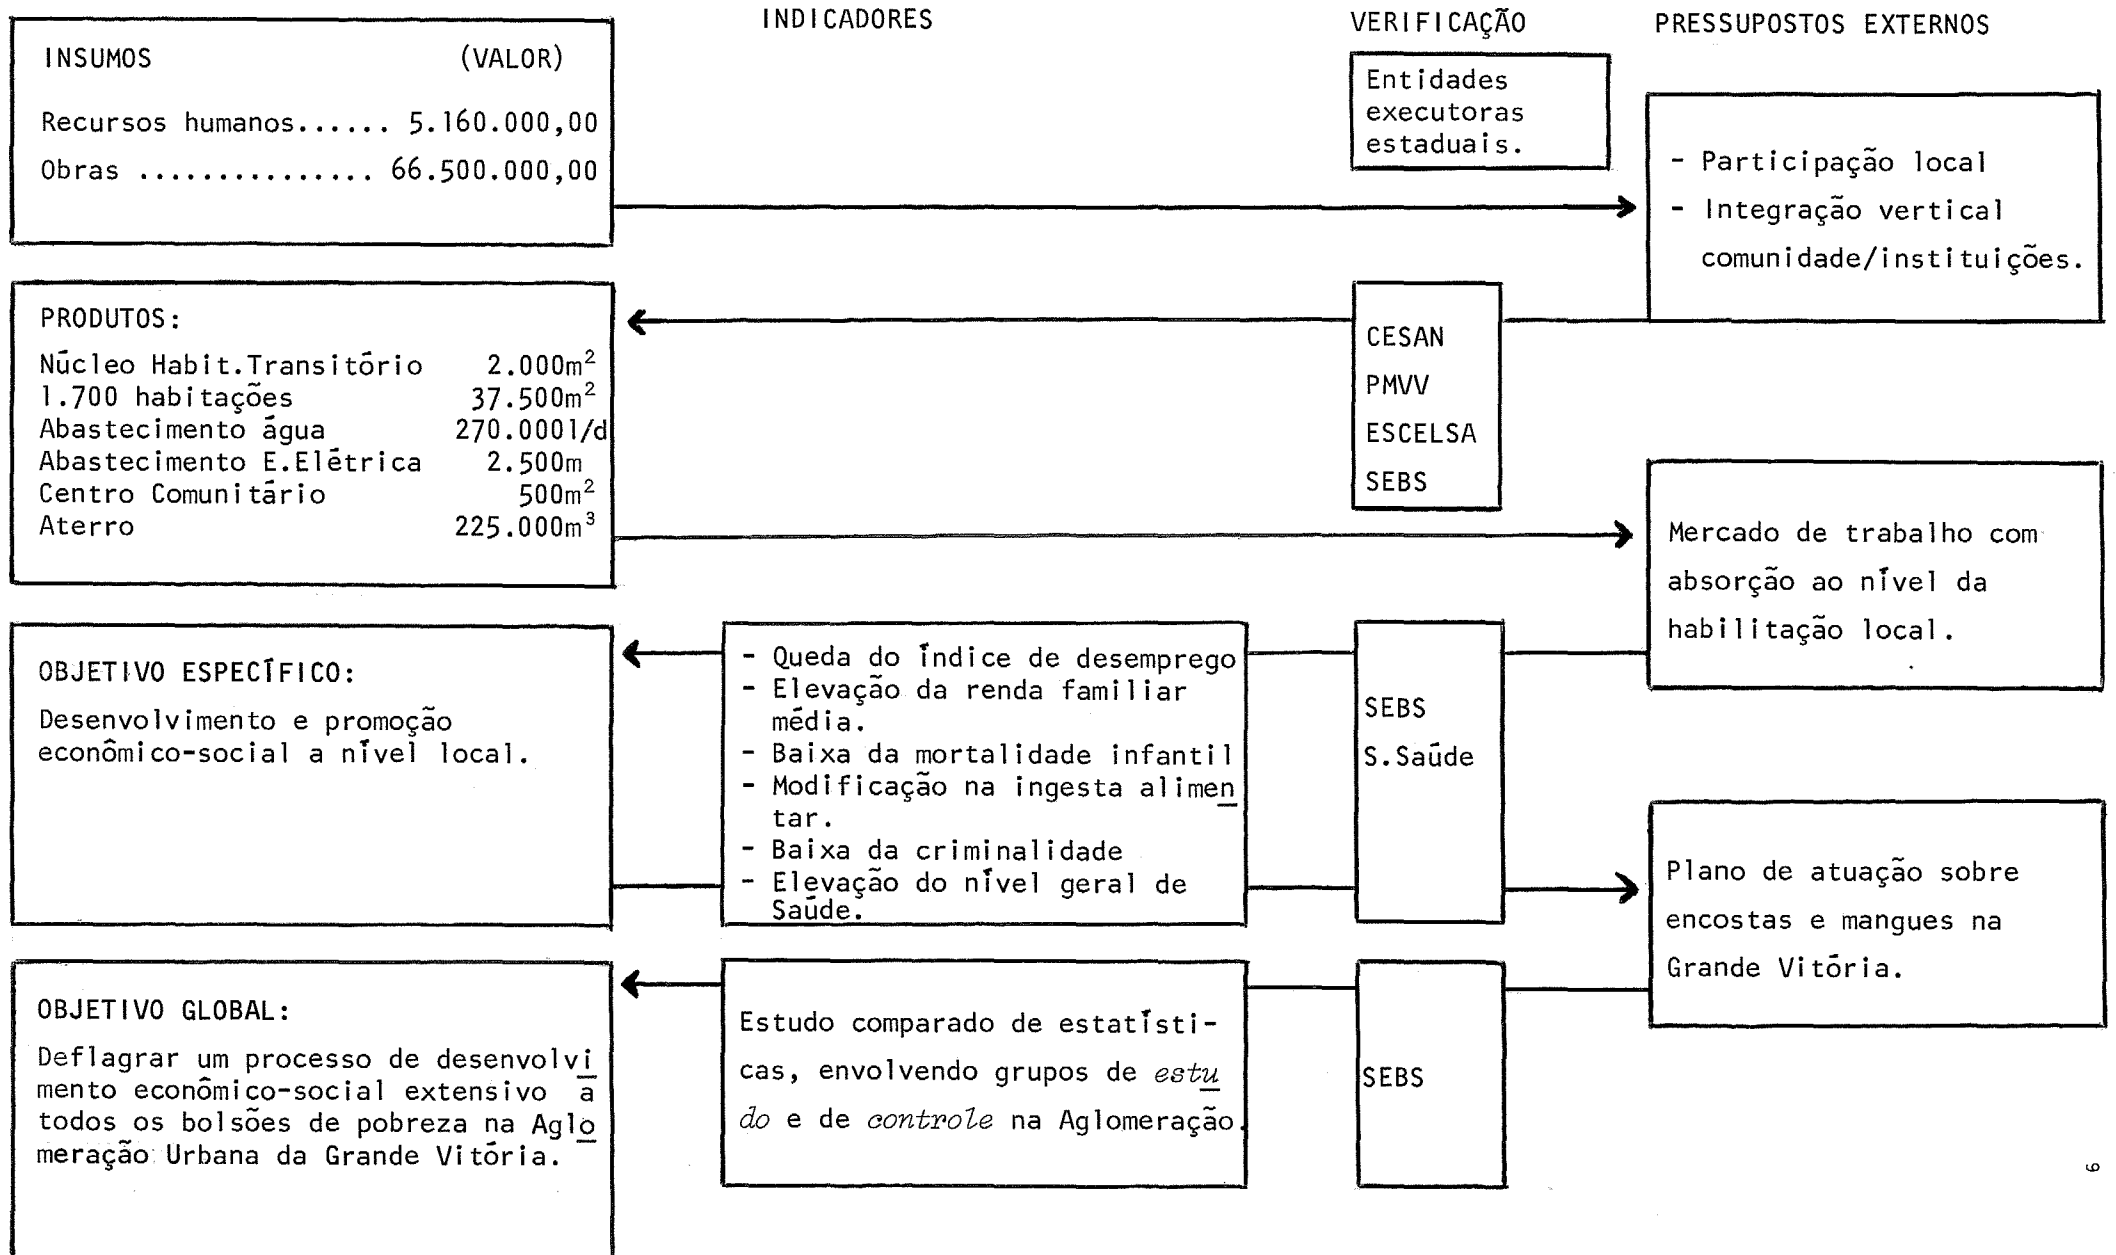 INDICADORES
VERIFICAÇÃO
PRESSUPOSTOS EXTERNOS
INSUMOS (VALOR)
Recursos humanos...... 5.160.000,00
Obras ............... 66.500.000,00
Entidades
executoras
estaduais.
- Participação local
- Integração vertical
comunidade/instituições.
PRODUTOS:
Núcleo Habit.Transitório 2.000m²
1.700 habitações 37.500m²
Abastecimento água 270.000l/d
Abastecimento E.Elétrica 2.500m
Centro Comunitário 500m²
Aterro 225.000m³
CESAN
PMVV
ESCELSA
SEBS
Mercado de trabalho com
absorção ao nível da
habilitação local.
OBJETIVO ESPECÍFICO:
Desenvolvimento e promoção
econômico-social a nível local.
- Queda do índice de desemprego
- Elevação da renda familiar
média.
- Baixa da mortalidade infantil
- Modificação na ingesta alimen
tar.
- Baixa da criminalidade
- Elevação do nível geral de
Saúde.
SEBS
S.Saúde
Plano de atuação sobre
encostas e mangues na
Grande Vitória.
OBJETIVO GLOBAL:
Deflagrar um processo de desenvolvi
mento econômico-social extensivo a
todos os bolsões de pobreza na Aglo
meração Urbana da Grande Vitória.
Estudo comparado de estatísti-
cas, envolvendo grupos de estu
do e de controle na Aglomeração.
SEBS
9